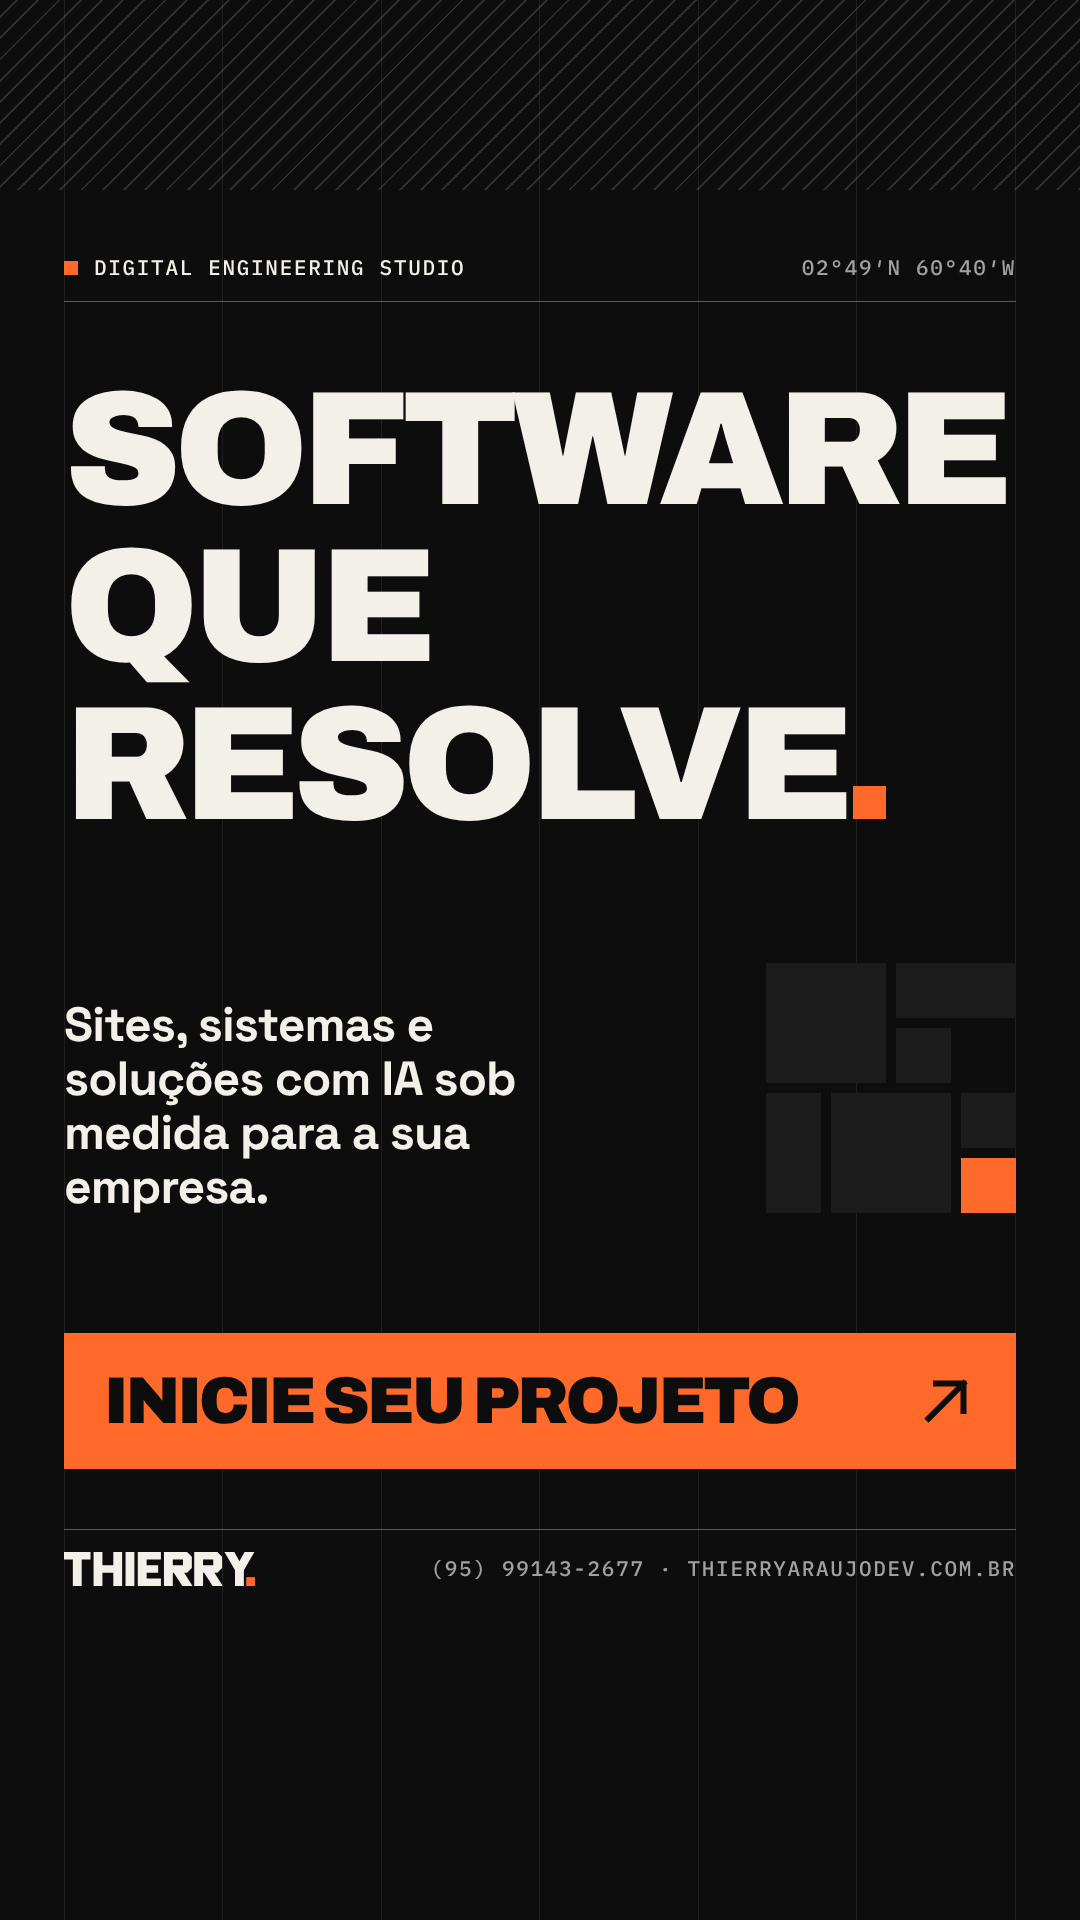 DIGITAL ENGINEERING STUDIO
02°49′N 60°40′W
SOFTWARE
QUE
RESOLVE.
Sites, sistemas e
soluções com IA sob
medida para a sua
empresa.
INICIE SEU PROJETO
THIERRY.
(95) 99143-2677 · THIERRYARAUJODEV.COM.BR